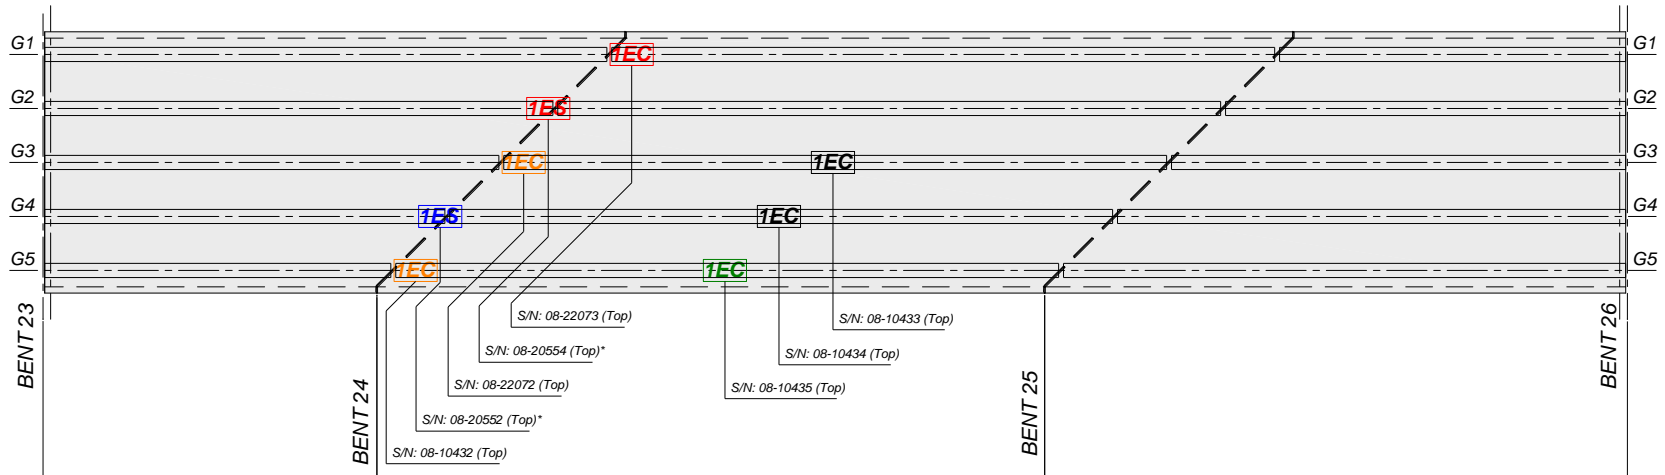 G1
1EC
G1
G2
1ES
G2
G3
1EC
1EC
G3
G4
1ES
1EC
G4
G5
1EC
1EC
G5
S/N: 08-22073 (Top)
S/N: 08-10433 (Top)
S/N: 08-20554 (Top)*
S/N: 08-10434 (Top)
S/N: 08-22072 (Top)
S/N: 08-10435 (Top)
S/N: 08-20552 (Top)*
S/N: 08-10432 (Top)
BENT 23
BENT 24
BENT 25
BENT 26